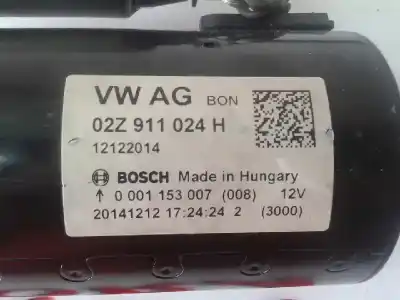 VW AG BON
02Z 911 024 H
12122014
BOSCH Made in Hungary
↑ 0 001 153 007 (008) 12V
20141212 17:24:24 2 (3000)